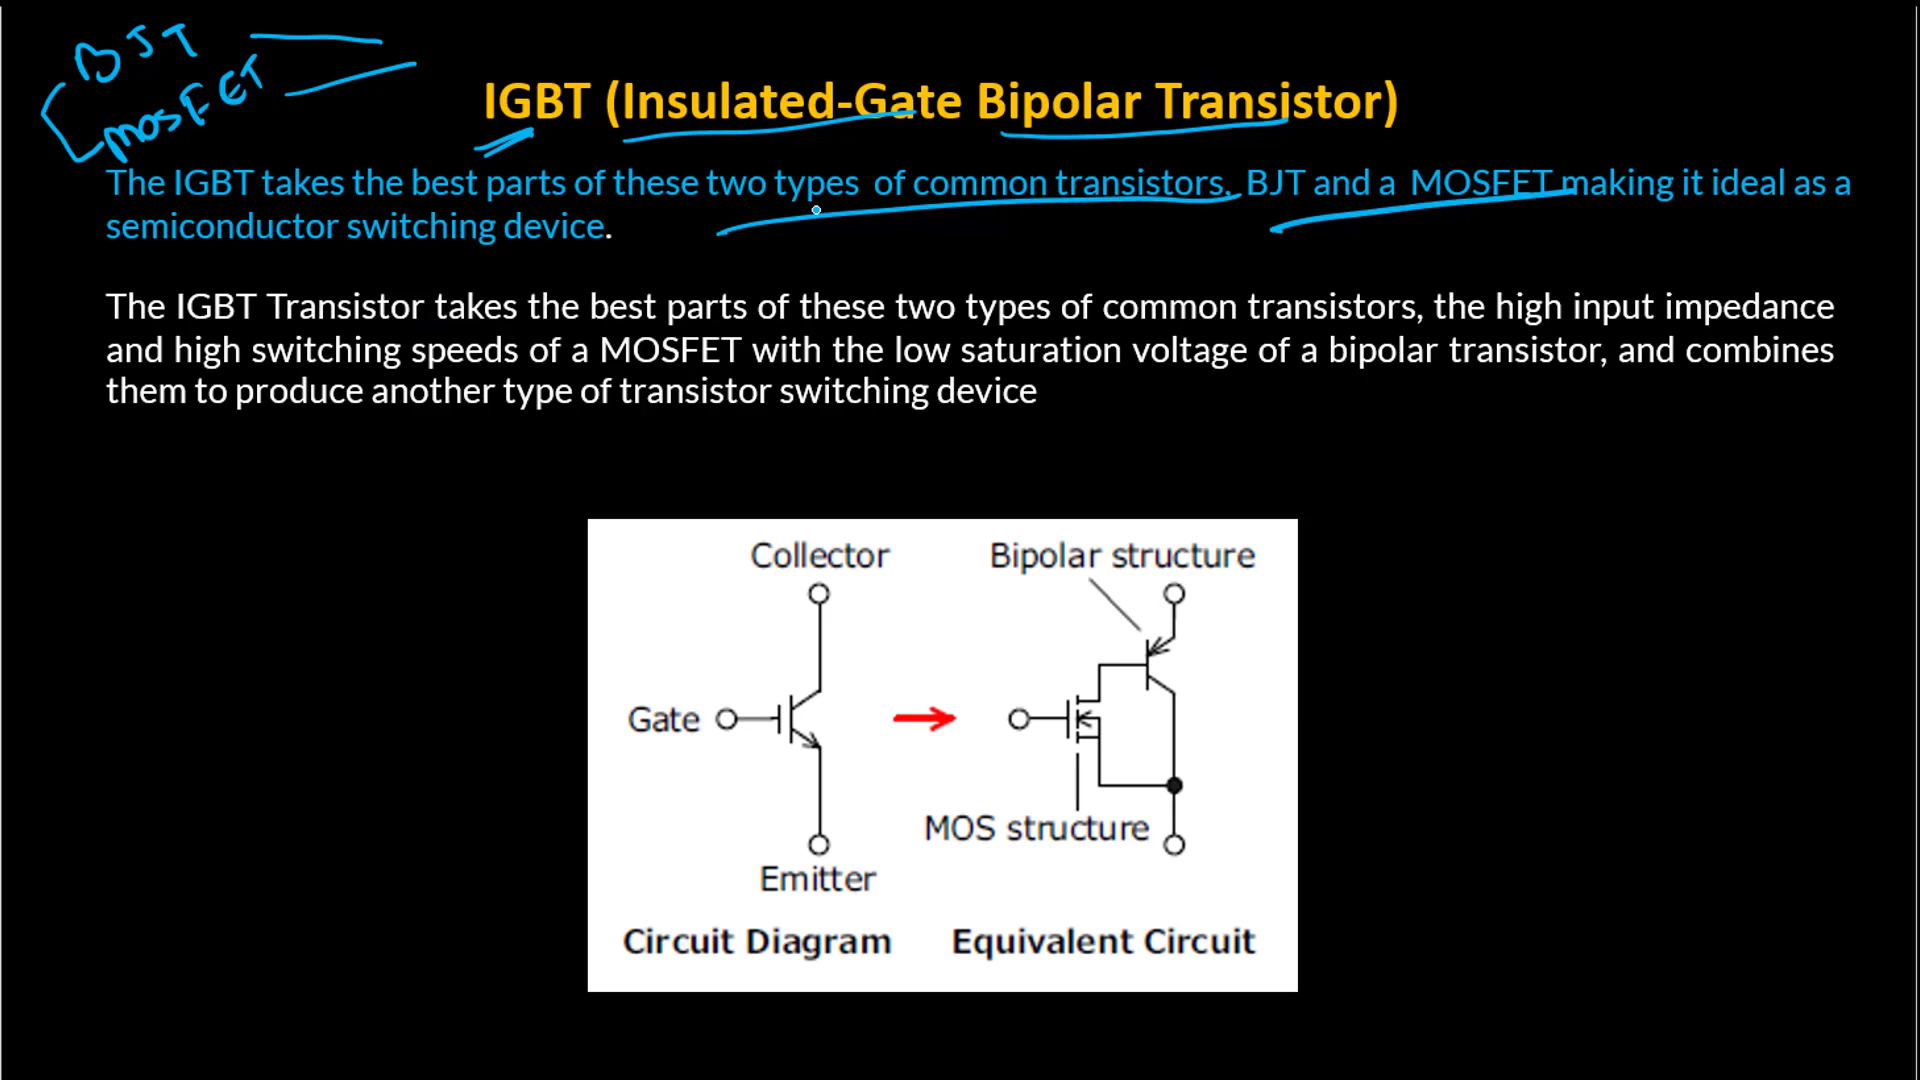 BJT
MOSFET
IGBT (Insulated-Gate Bipolar Transistor)
The IGBT takes the best parts of these two types of common transistors, BJT and a MOSFET making it ideal as a
semiconductor switching device.
The IGBT Transistor takes the best parts of these two types of common transistors, the high input impedance
and high switching speeds of a MOSFET with the low saturation voltage of a bipolar transistor, and combines
them to produce another type of transistor switching device
Collector
Bipolar structure
Gate
MOS structure
Emitter
Circuit Diagram
Equivalent Circuit